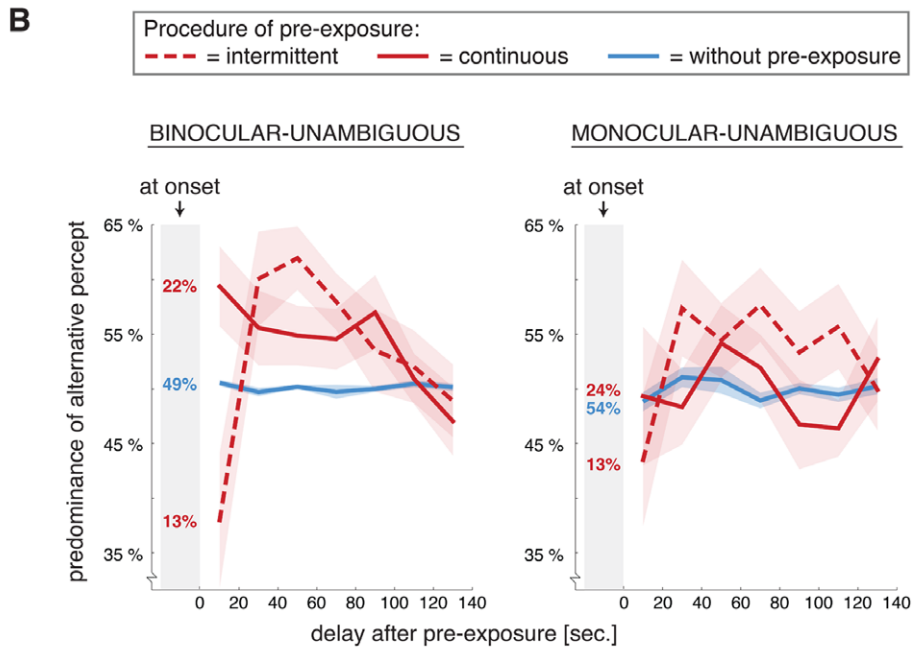 B
Procedure of pre-exposure:
= intermittent = continuous = without pre-exposure
BINOCULAR-UNAMBIGUOUS
MONOCULAR-UNAMBIGUOUS
at onset
at onset
predominance of alternative percept
65 %
55 %
45 %
35 %
22%
49%
13%
0 20 40 60 80 100 120 140
65 %
55 %
45 %
35 %
24%
54%
13%
0 20 40 60 80 100 120 140
delay after pre-exposure [sec.]